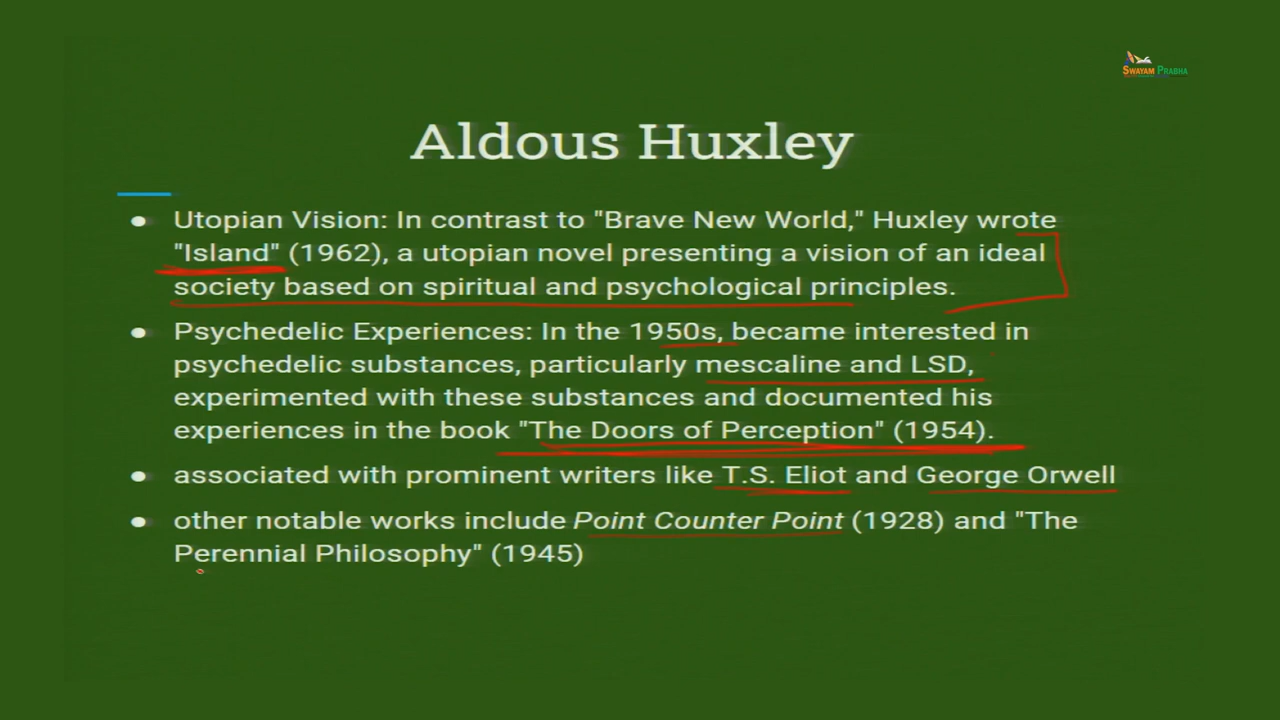 SWAYAM PRABHA
Aldous Huxley
● Utopian Vision: In contrast to "Brave New World," Huxley wrote
"Island" (1962), a utopian novel presenting a vision of an ideal
society based on spiritual and psychological principles.
● Psychedelic Experiences: In the 1950s, became interested in
psychedelic substances, particularly mescaline and LSD,
experimented with these substances and documented his
experiences in the book "The Doors of Perception" (1954).
● associated with prominent writers like T.S. Eliot and George Orwell
● other notable works include Point Counter Point (1928) and "The
Perennial Philosophy" (1945)